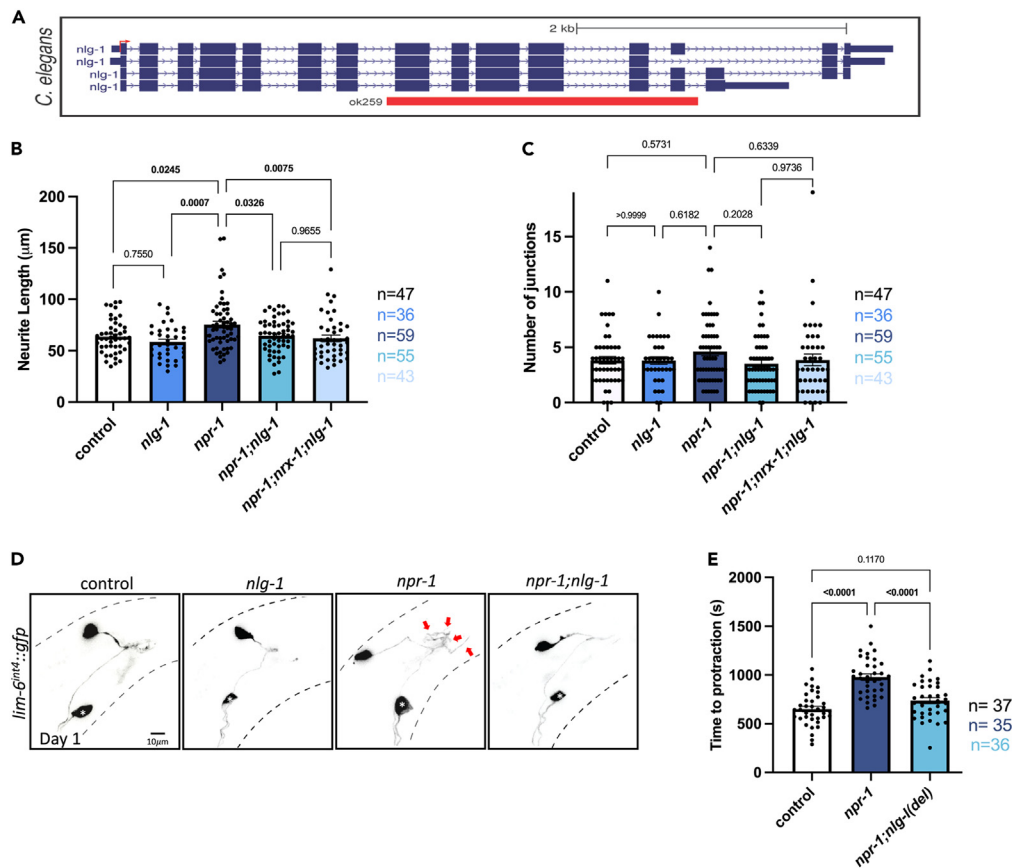 A
C. elegans
2 kb
nlg-1
nlg-1
nlg-1
nlg-1
ok259
B
0.0245
0.0075
0.0007
0.0326
0.7550
0.9655
Neurite Length (μm)
200
150
100
50
0
control
nlg-1
npr-1
npr-1;nlg-1
npr-1;nrx-1;nlg-1
n=47
n=36
n=59
n=55
n=43
C
0.5731
0.6339
0.9736
>0.9999
0.6182
0.2028
Number of junctions
15
10
5
0
control
nlg-1
npr-1
npr-1;nlg-1
npr-1;nrx-1;nlg-1
n=47
n=36
n=59
n=55
n=43
D
control
nlg-1
npr-1
npr-1;nlg-1
lim-6int4::gfp
*
*
*
*
Day 1
10μm
E
0.1170
<0.0001
<0.0001
Time to protraction (s)
2000
1500
1000
500
0
control
npr-1
npr-1;nlg-I(del)
n= 37
n= 35
n=36